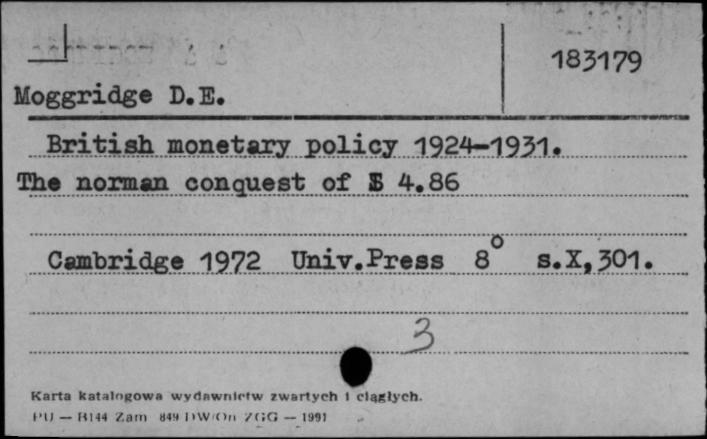 183179
Moggridge D.E.
British monetary policy 1924-1931.
The norman conquest of $ 4.86
Cambridge 1972 Univ.Press 8° s.X,301.
3
Karta katalogowa wydawnictw zwartych i ciągłych.
PU — B144 Zam 849 DW/On ZGG — 1991